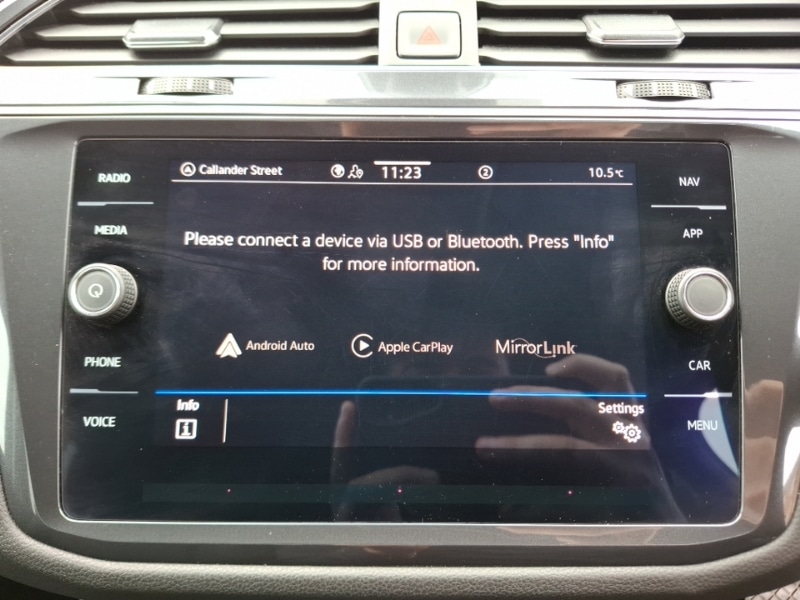 Callander Street 11:23 2 10.5°C
RADIO
MEDIA
PHONE
VOICE
Please connect a device via USB or Bluetooth. Press "Info"
for more information.
Android Auto Apple CarPlay MirrorLink
Info
i
Settings
NAV
APP
CAR
MENU